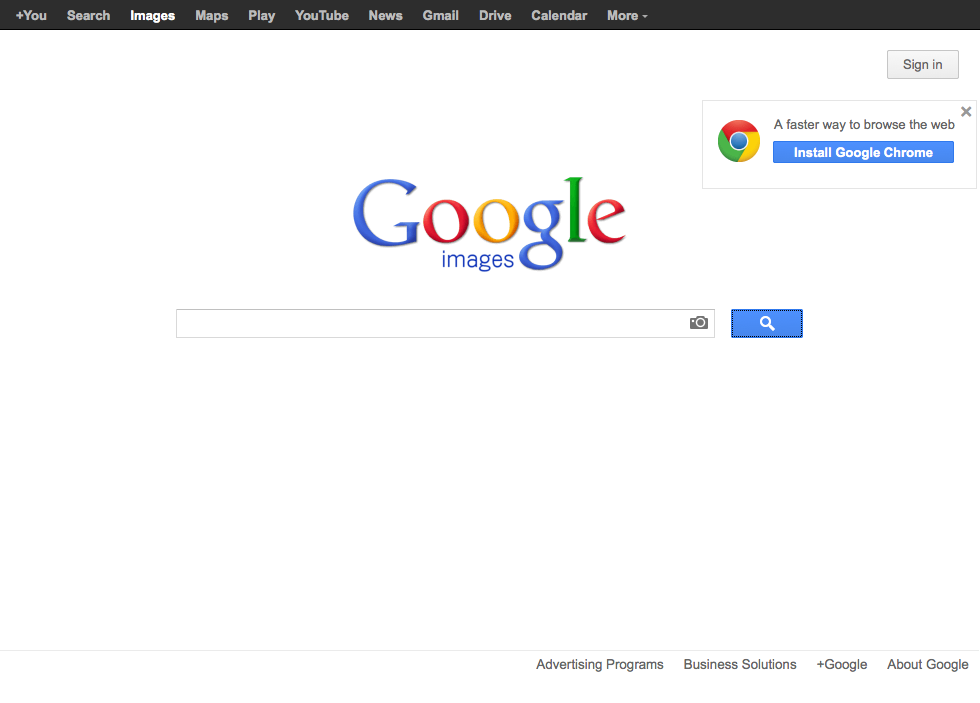 +You Search Images Maps Play YouTube News Gmail Drive Calendar More
Sign in
A faster way to browse the web
Install Google Chrome
Google
images
Advertising Programs Business Solutions +Google About Google